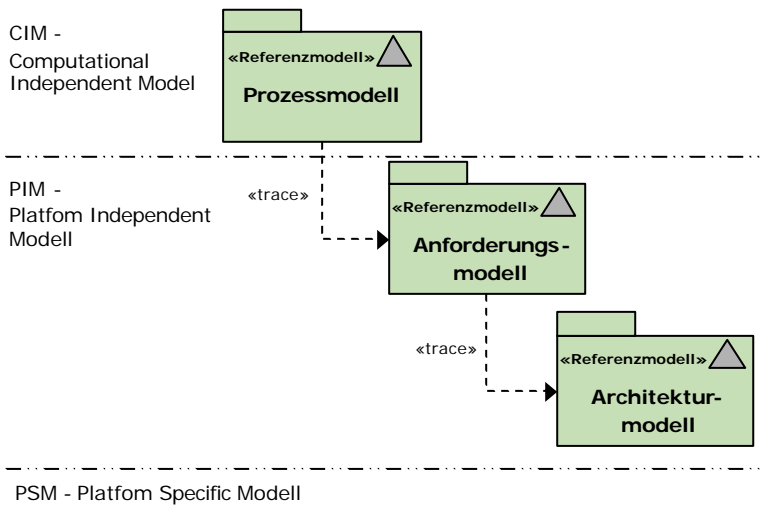 CIM -
Computational
Independent Model
«Referenzmodell»
Prozessmodell
PIM -
Platfom Independent
Modell
«trace»
«Referenzmodell»
Anforderungs-
modell
«trace»
«Referenzmodell»
Architektur-
modell
PSM - Platfom Specific Modell